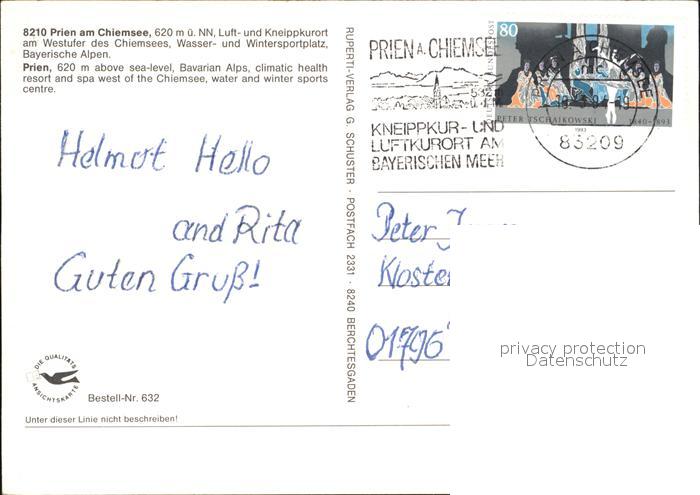 8210 Prien am Chiemsee, 620 m ü. NN, Luft- und Kneippkurort
am Westufer des Chiemsees, Wasser- und Wintersportplatz,
Bayerische Alpen.
Prien, 620 m above sea-level, Bavarian Alps, climatic health
resort and spa west of the Chiemsee, water and winter sports
centre.
Helmert Hello
and Rita
Guten Gruß!
DIE QUALITÄTS
ANSICHTSKARTE
Bestell-Nr. 632
Unter dieser Linie nicht beschreiben!
RUPERTI-VERLAG G. SCHUSTER · POSTFACH 2331 · 8240 BERCHTESGADEN
PRIEN A. CHIEMSEE
532 m
ü. M.
KNEIPPKUR- UND
LUFTKURORT AM
BAYERISCHEN MEER
80
PETER TSCHAIKOWSKI 1840-1893
1993
83209
Peter
Kloste
01796
privacy protection
Datenschutz